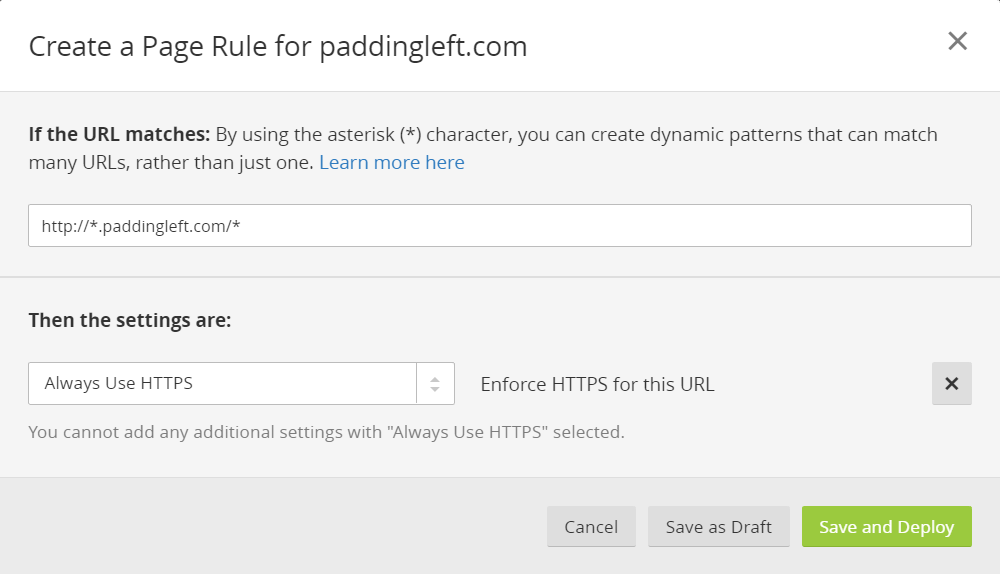 Create a Page Rule for paddingleft.com
If the URL matches: By using the asterisk (*) character, you can create dynamic patterns that can match
many URLs, rather than just one. Learn more here
http://*.paddingleft.com/*
Then the settings are:
Always Use HTTPS
Enforce HTTPS for this URL
You cannot add any additional settings with "Always Use HTTPS" selected.
Cancel
Save as Draft
Save and Deploy